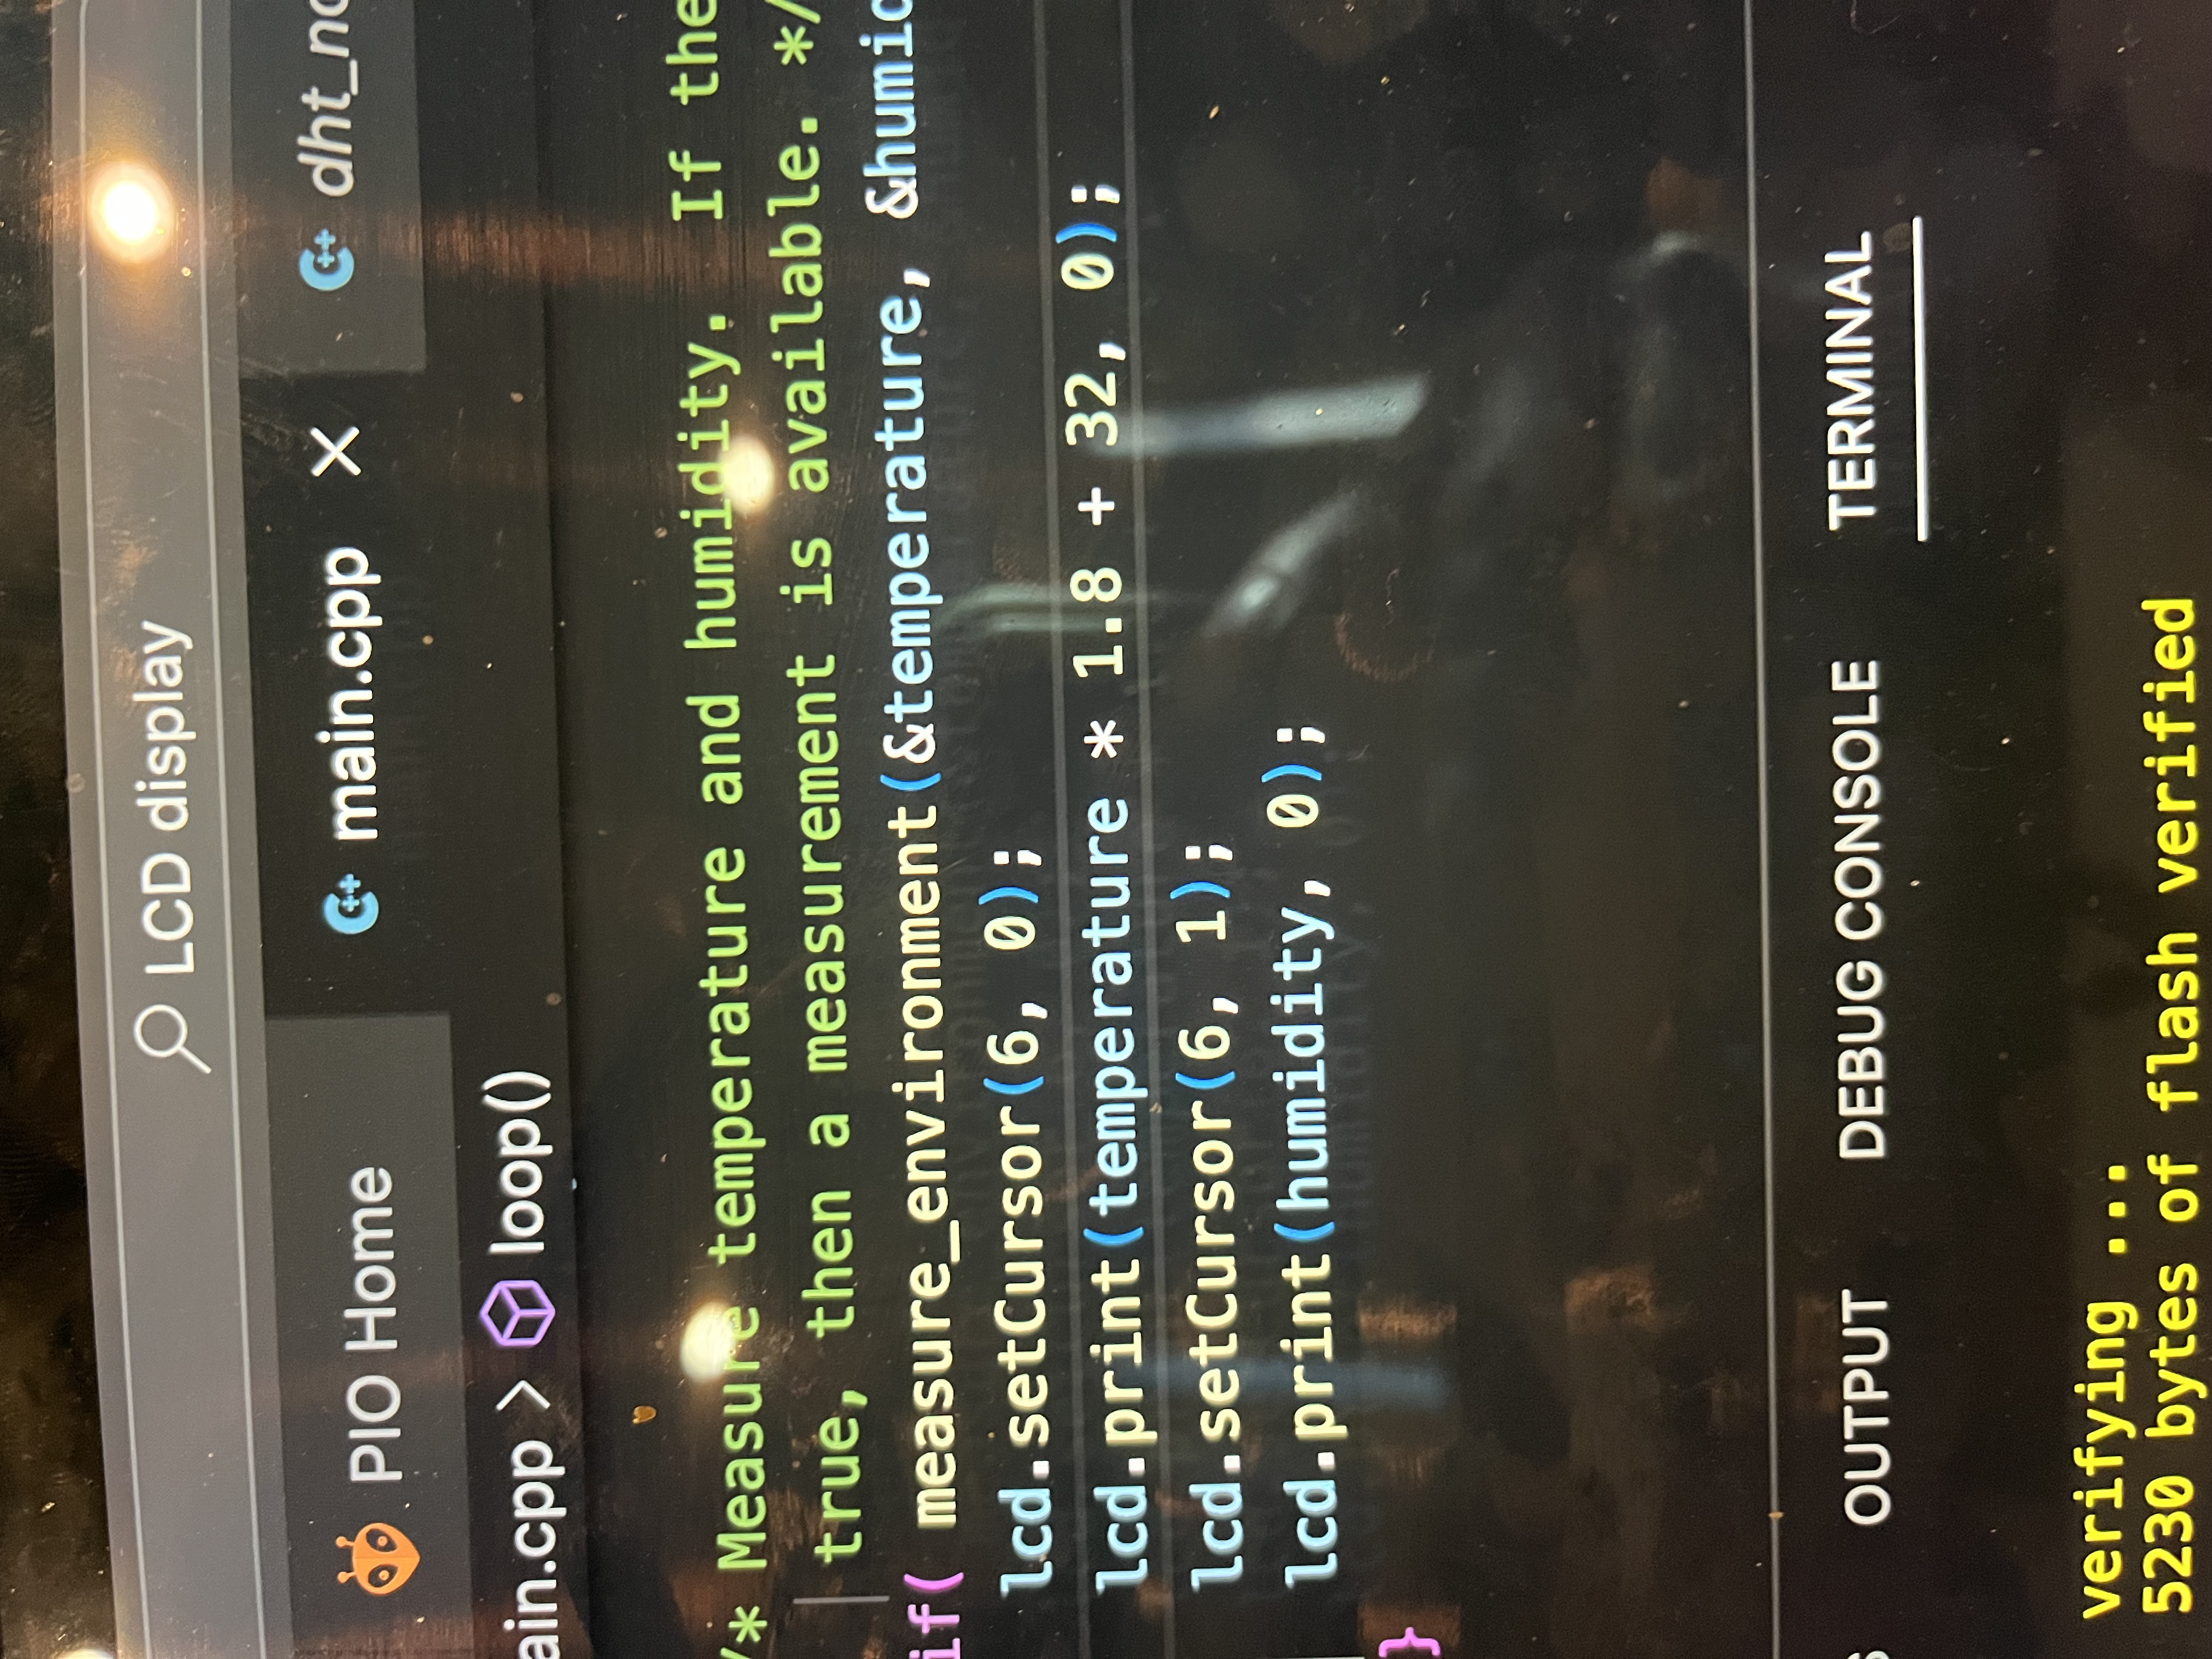 LCD display
PIO Home
main.cpp
dht_no
ain.cpp > loop()
/* Measure temperature and humidity.  If the
true, then a measurement is available. */
if( measure_environment(&temperature, &humid
lcd.setCursor(6, 0);
lcd.print(temperature * 1.8 + 32, 0);
lcd.setCursor(6, 1);
lcd.print(humidity, 0);
}
S OUTPUT DEBUG CONSOLE TERMINAL
verifying ...
5230 bytes of flash verified